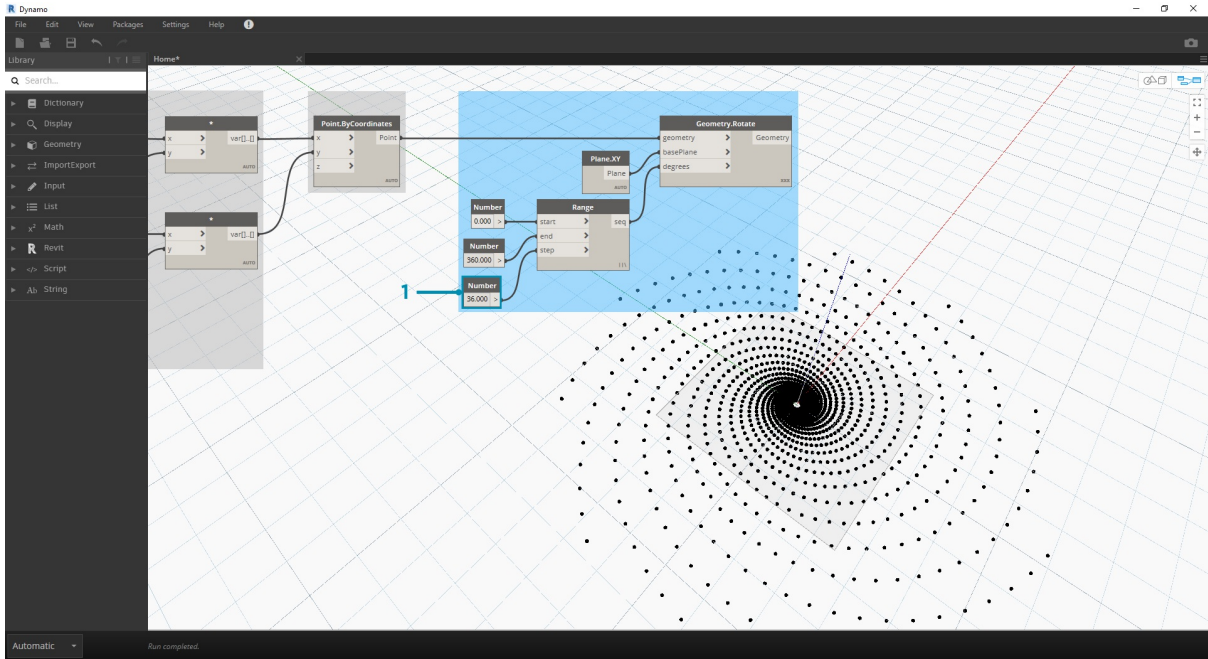 R Dynamo
File Edit View Packages Settings Help !
Library
Home*
Search...
Dictionary
Display
Geometry
ImportExport
Input
List
x² Math
R Revit
</> Script
Ab String
*
x > var[]..[]
y >
AUTO
*
x > var[]..[]
y >
AUTO
Point.ByCoordinates
x > Point
y >
z >
AUTO
Geometry.Rotate
geometry > Geometry
basePlane >
degrees >
Plane.XY
Plane
AUTO
Number
0.000 >
Range
start > seq
end >
step >
Number
360.000 >
Number
36.000 >
1
Automatic
Run completed.